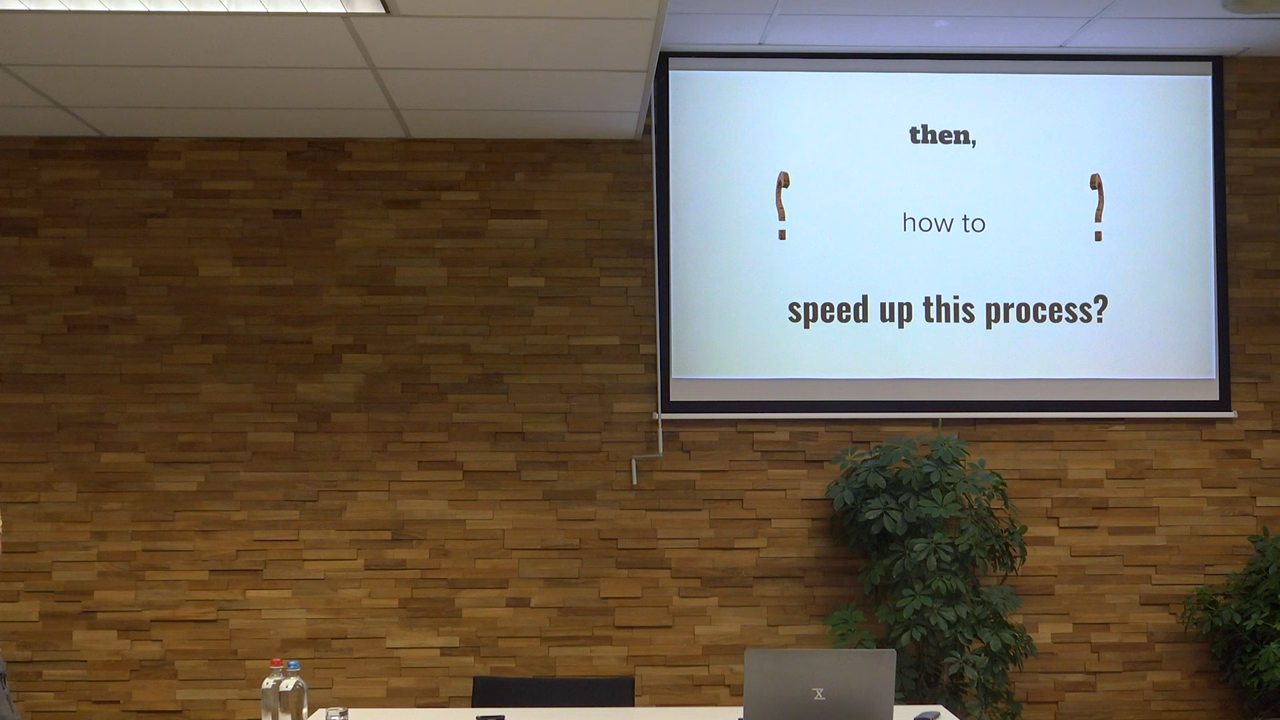 then,
how to
speed up this process?